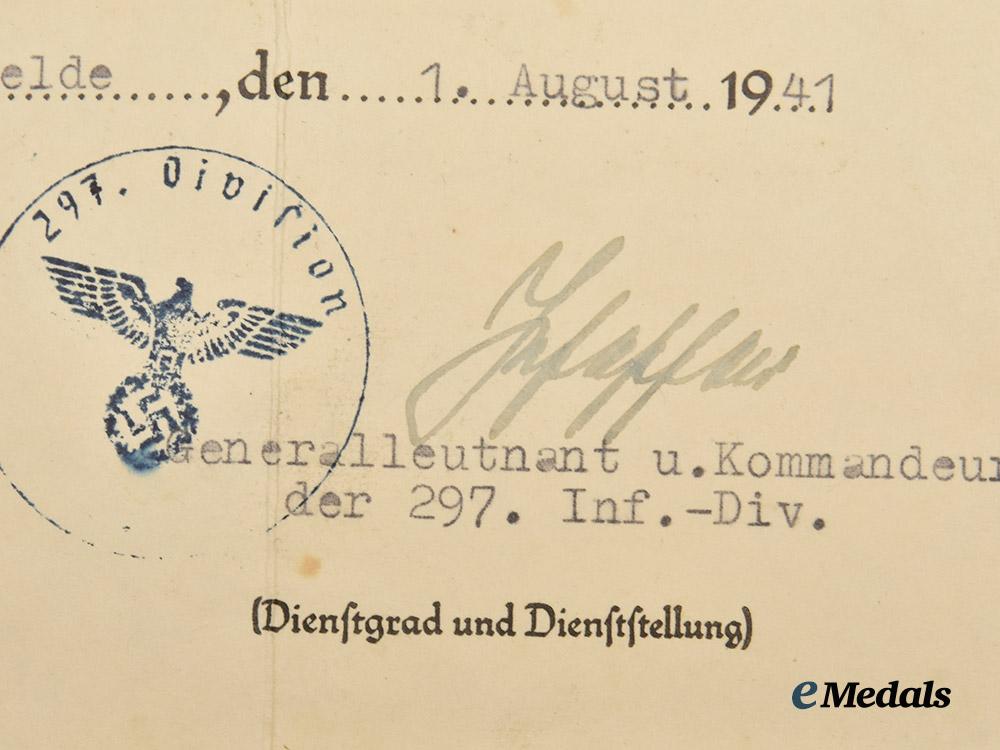 elde......,den.....1. August..1941
297. Division
Generalleutnant u.Kommandeur
der 297. Inf.-Div.
(Dienſtgrad und Dienſtſtellung)
eMedals